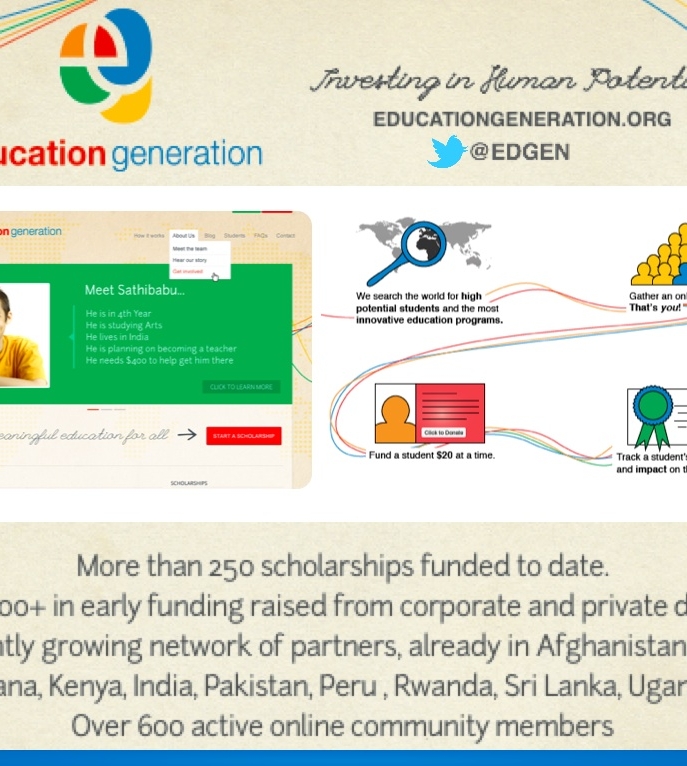 Investing in Human Potenti
EDUCATIONGENERATION.ORG
@EDGEN
ucation generation
on generation
How it works About Us Blog Students FAQs Contact
Meet the team
Hear our story
Get involved
Meet Sathibabu...
He is in 4th Year
He is studying Arts
He lives in India
He is planning on becoming a teacher
He needs $400 to help get him there
CLICK TO LEARN MORE
eaningful education for all
START A SCHOLARSHIP
SCHOLARSHIPS
We search the world for high
potential students and the most
innovative education programs.
Gather an onl
That's you! "
Click to Donate
Fund a student $20 at a time.
Track a student's
and impact on th
More than 250 scholarships funded to date.
00+ in early funding raised from corporate and private d
ntly growing network of partners, already in Afghanistan
ana, Kenya, India, Pakistan, Peru , Rwanda, Sri Lanka, Ugan
Over 600 active online community members